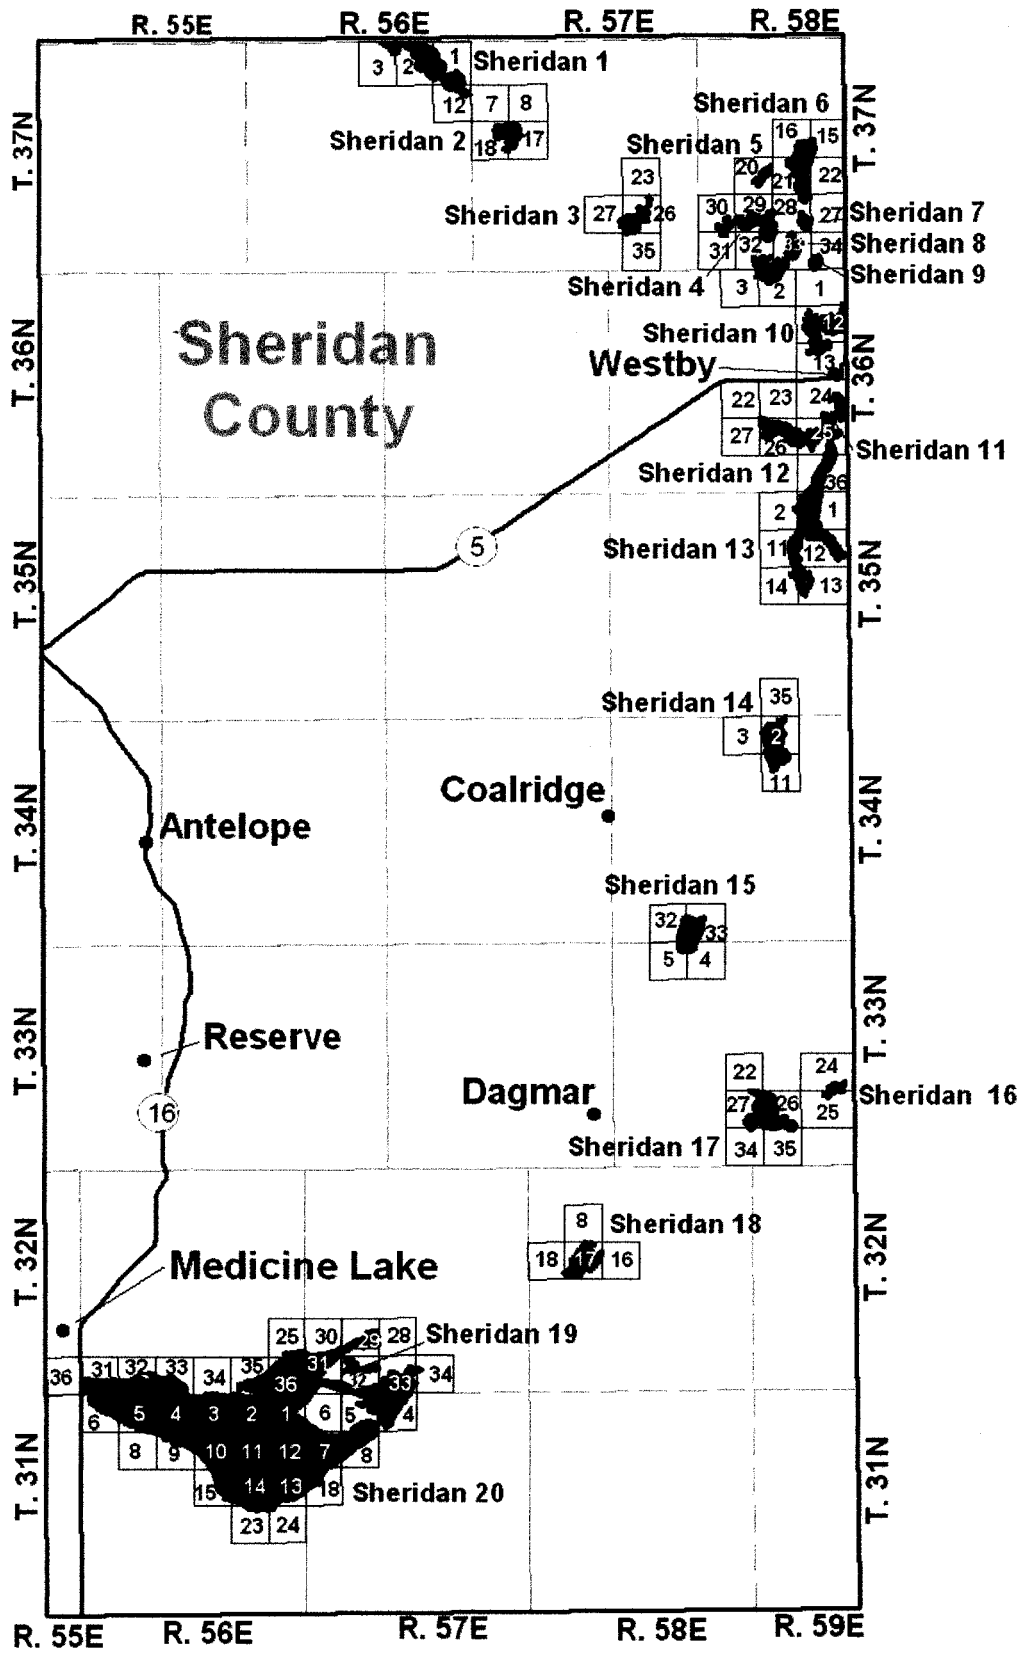 R. 55E R. 56E R. 57E R. 58E
3 2 1 Sheridan 1
12 7 8
Sheridan 2 18 17
T. 37N
T. 37N
Sheridan 6
16 15
Sheridan 5 20 21 22
23
Sheridan 3 27 26
35
30 29 28 27 Sheridan 7
31 32 33 34 Sheridan 8
Sheridan 9
Sheridan 4 3 2 1
Sheridan
County
T. 36N
T. 36N
Sheridan 10 12
13
Westby
22 23 24
27 26 25
Sheridan 11
Sheridan 12 36
2 1
5
Sheridan 13 11 12
14 13
T. 35N
T. 35N
Sheridan 14 35
3 2
11
Coalridge
Antelope
T. 34N
T. 34N
Sheridan 15
32 33
5 4
Reserve
T. 33N
T. 33N
22 24
Dagmar 27 26 25 Sheridan 16
16
Sheridan 17 34 35
8 Sheridan 18
18 17 16
T. 32N
T. 32N
Medicine Lake
25 30 29 28 Sheridan 19
36 31 32 33 34 35 36 31 32 33 34
6 5 4 3 2 1 6 5 4
8 9 10 11 12 7 8
15 14 13 18 Sheridan 20
23 24
T. 31N
T. 31N
R. 55E R. 56E R. 57E R. 58E R. 59E